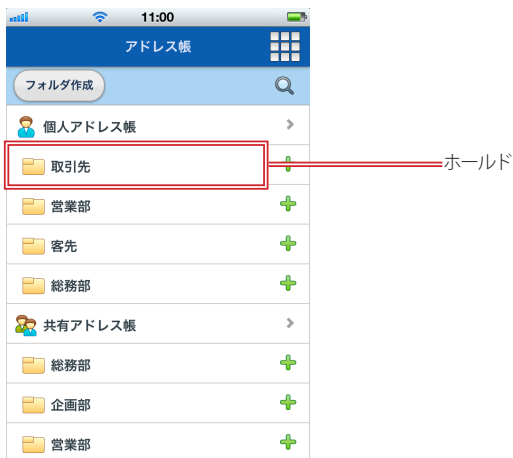 11:00
アドレス帳
フォルダ作成
個人アドレス帳
取引先
ホールド
営業部
客先
総務部
共有アドレス帳
総務部
企画部
営業部